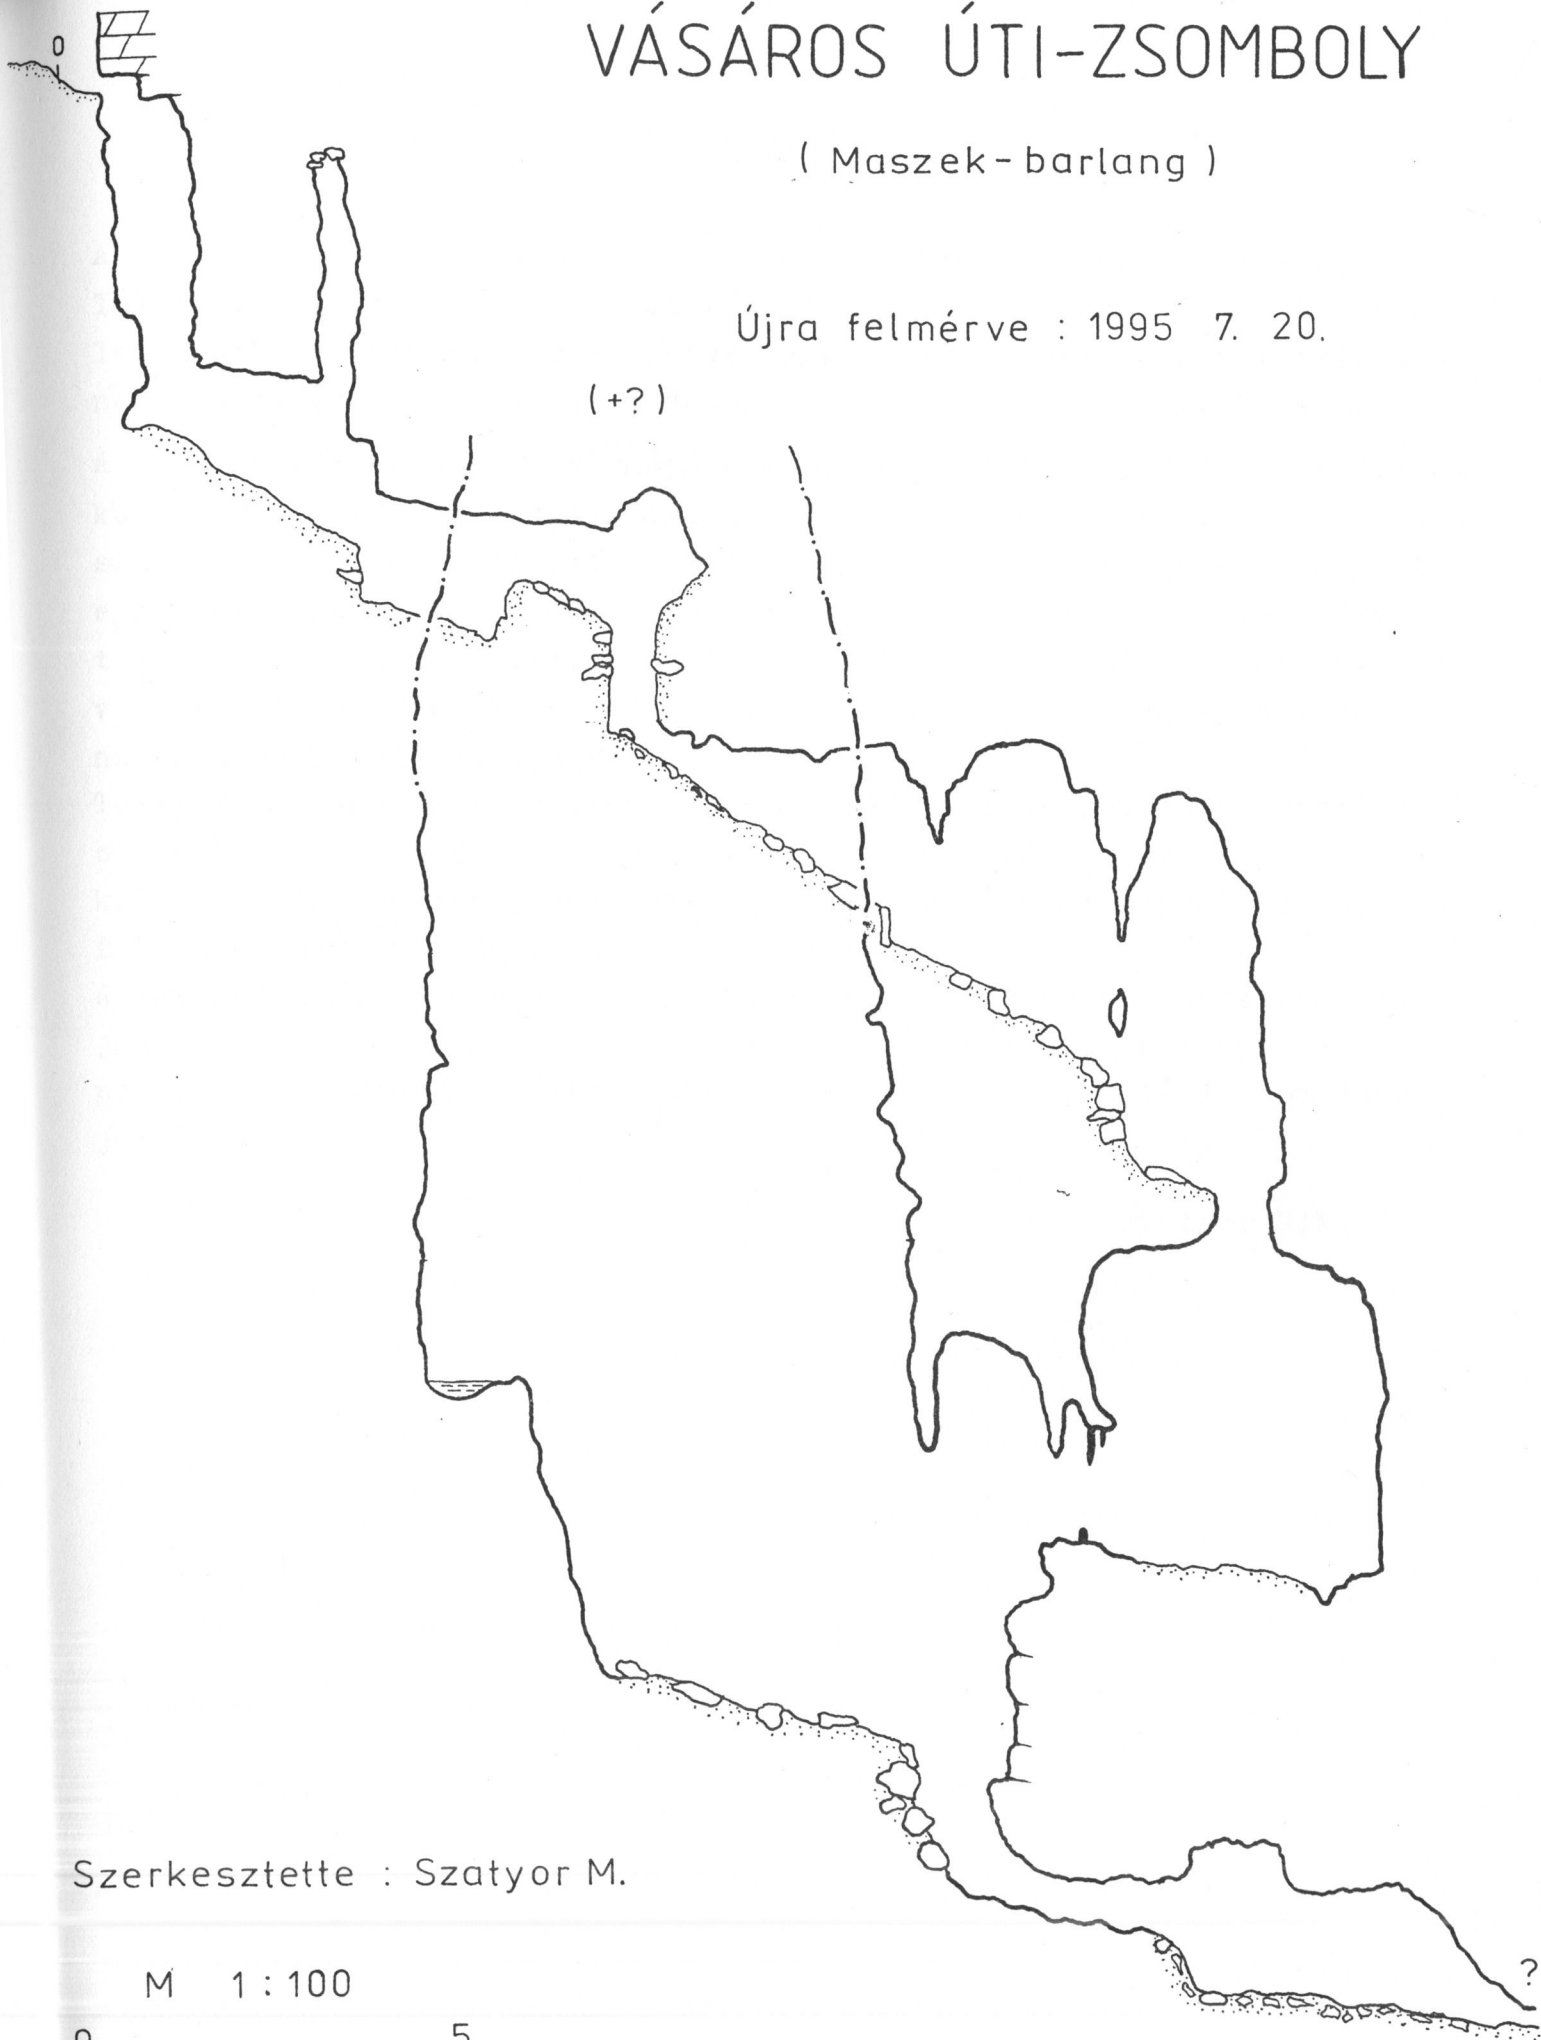 0
VÁSÁROS ÚTI-ZSOMBOLY
( Maszek-barlang )
Újra felmérve : 1995 7. 20.
(+?)
Szerkesztette : Szatyor M.
M 1:100
?
0 5